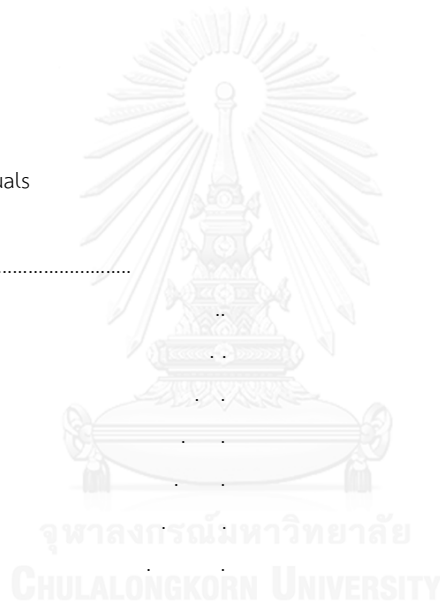 uals
...........................
..
. .
. .
. .
. .
. .
. .
จุฬาลงกรณ์มหาวิทยาลัย
CHULALONGKORN UNIVERSITY